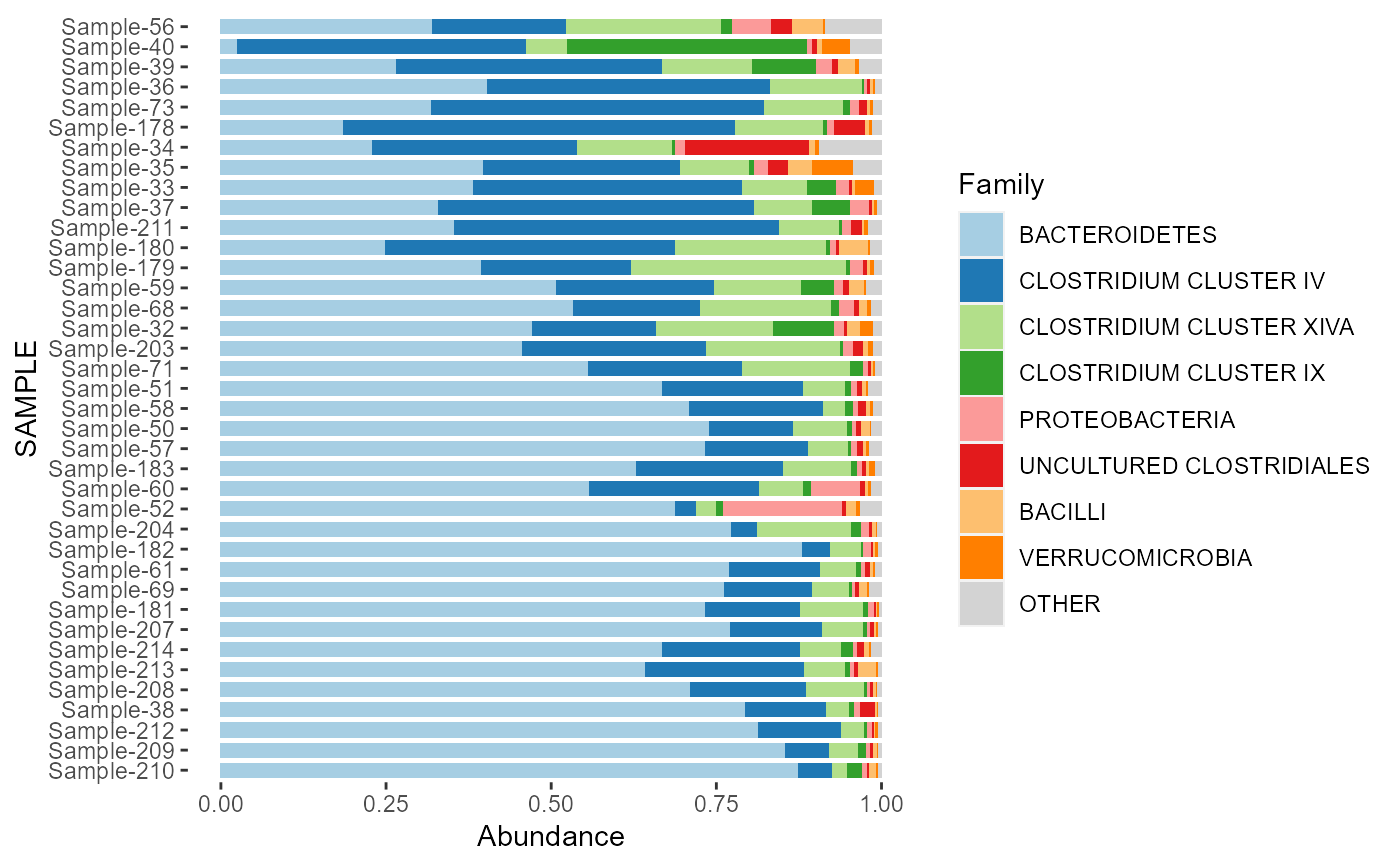 Sample-56
Sample-40
Sample-39
Sample-36
Sample-73
Sample-178
Sample-34
Sample-35
Sample-33
Sample-37
Sample-211
Sample-180
Sample-179
Sample-59
Sample-68
Sample-32
Sample-203
Sample-71
Sample-51
Sample-58
Sample-50
Sample-57
Sample-183
Sample-60
Sample-52
Sample-204
Sample-182
Sample-61
Sample-69
Sample-181
Sample-207
Sample-214
Sample-213
Sample-208
Sample-38
Sample-212
Sample-209
Sample-210
SAMPLE
0.00 0.25 0.50 0.75 1.00
Abundance
Family
BACTEROIDETES
CLOSTRIDIUM CLUSTER IV
CLOSTRIDIUM CLUSTER XIVA
CLOSTRIDIUM CLUSTER IX
PROTEOBACTERIA
UNCULTURED CLOSTRIDIALES
BACILLI
VERRUCOMICROBIA
OTHER